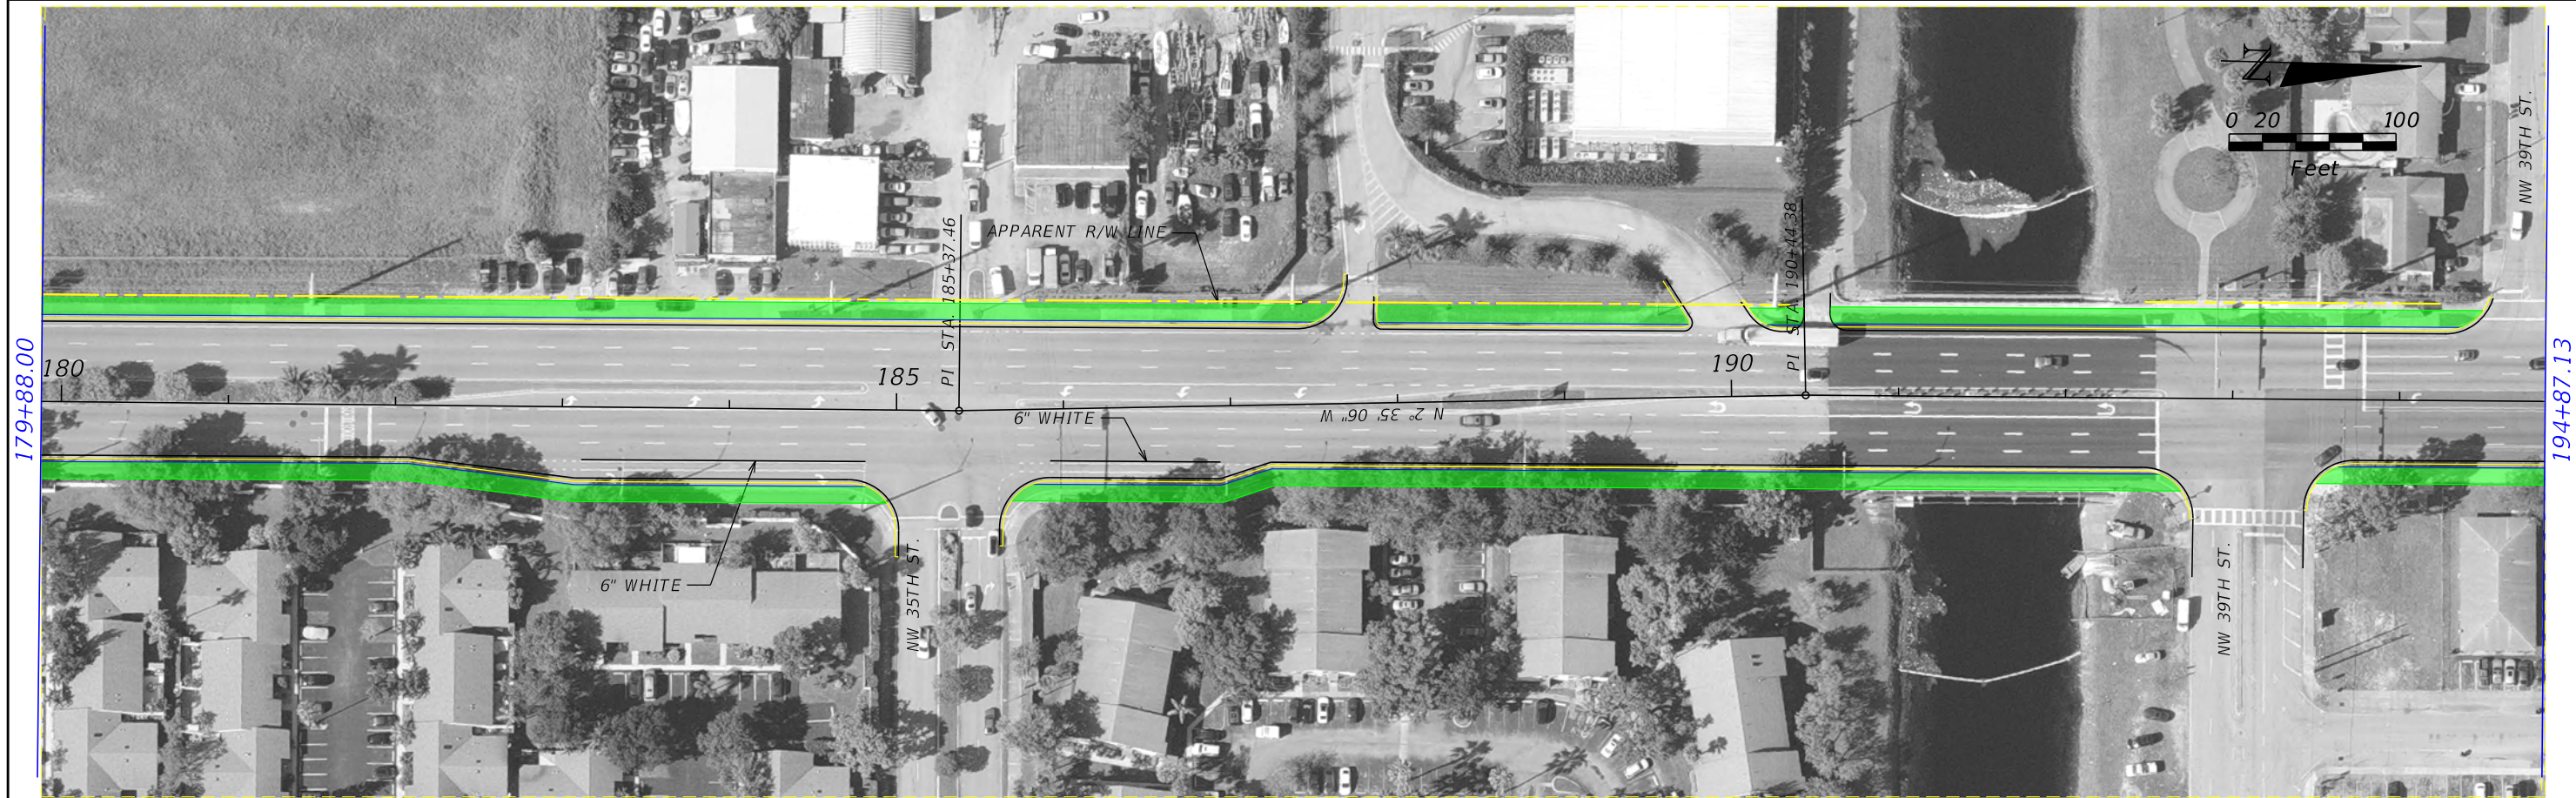 N
0 20 100
Feet
NW 39TH ST.
APPARENT R/W LINE
PI STA. 185+37.46
PI STA. 190+44.38
180
185
190
179+88.00
194+87.13
6" WHITE
N 2° 35' 06" W
6" WHITE
NW 35TH ST.
NW 39TH ST.